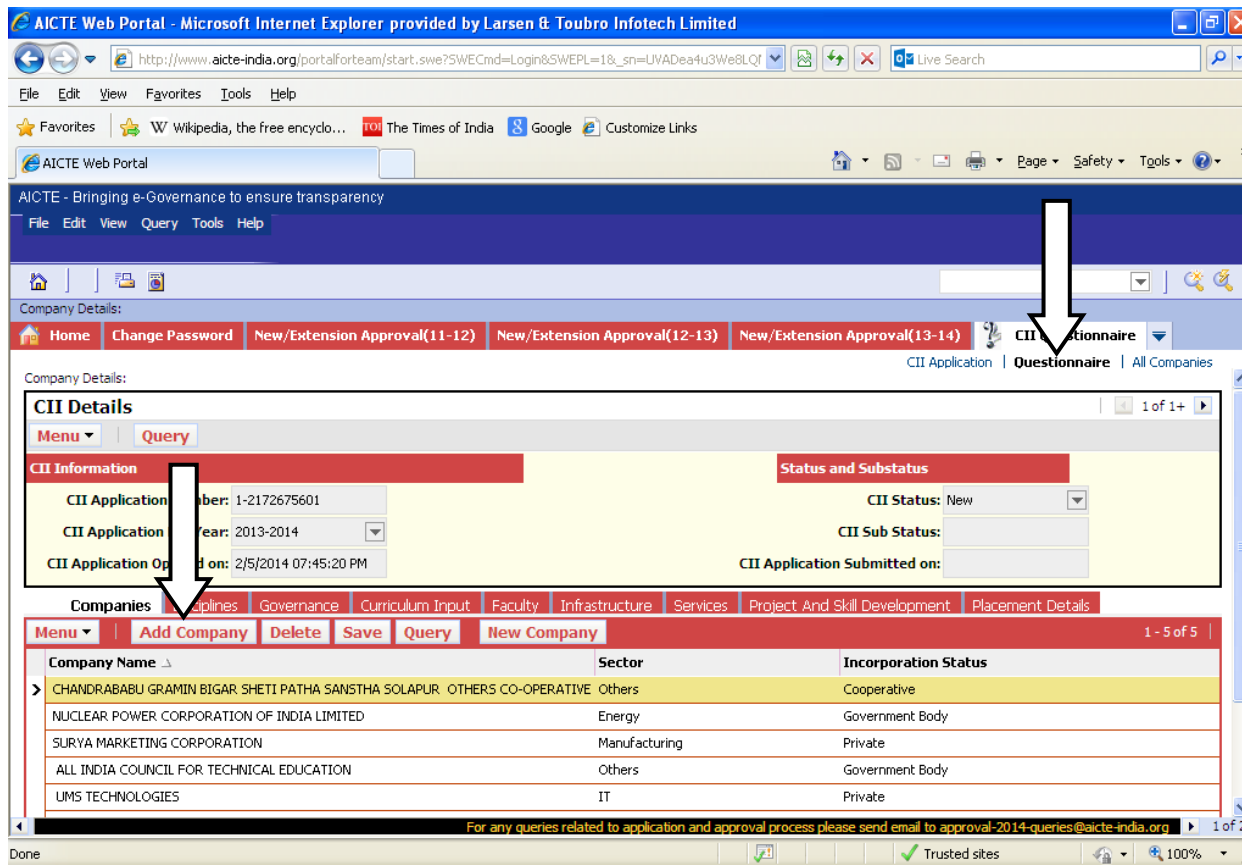 AICTE Web Portal - Microsoft Internet Explorer provided by Larsen & Toubro Infotech Limited
http://www.aicte-india.org/portalforteam/start.swe?SWECmd=Login&SWEPL=1&_sn=UVADea4u3We8LQf Live Search
File Edit View Favorites Tools Help
Favorites W Wikipedia, the free encyclo... TOI The Times of India 8 Google Customize Links
AICTE Web Portal Page Safety Tools
AICTE - Bringing e-Governance to ensure transparency
File Edit View Query Tools Help
Company Details:
Home Change Password New/Extension Approval(11-12) New/Extension Approval(12-13) New/Extension Approval(13-14) CII Questionnaire
CII Application | Questionnaire | All Companies
Company Details:
CII Details 1 of 1+
Menu Query
CII Information Status and Substatus
CII Application ber: 1-2172675601 CII Status: New
CII Application Year: 2013-2014 CII Sub Status:
CII Application Op d on: 2/5/2014 07:45:20 PM CII Application Submitted on:
Companies iplines Governance Curriculum Input Faculty Infrastructure Services Project And Skill Development Placement Details
Menu Add Company Delete Save Query New Company 1 - 5 of 5
Company Name Sector Incorporation Status
CHANDRABABU GRAMIN BIGAR SHETI PATHA SANSTHA SOLAPUR OTHERS CO-OPERATIVE Others Cooperative
NUCLEAR POWER CORPORATION OF INDIA LIMITED Energy Government Body
SURYA MARKETING CORPORATION Manufacturing Private
ALL INDIA COUNCIL FOR TECHNICAL EDUCATION Others Government Body
UMS TECHNOLOGIES IT Private
For any queries related to application and approval process please send email to approval-2014-queries@aicte-india.org 1 of 2
Done Trusted sites 100%